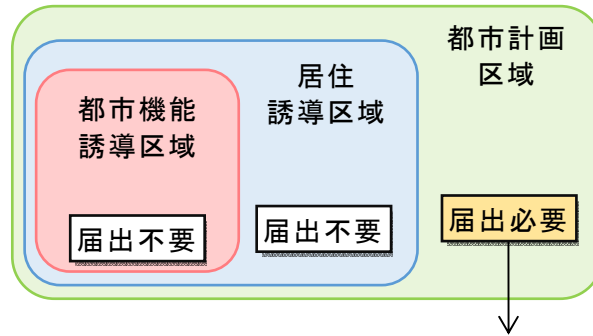 都市計画
区域
居住
誘導区域
都市機能
誘導区域
届出不要
届出不要
届出必要